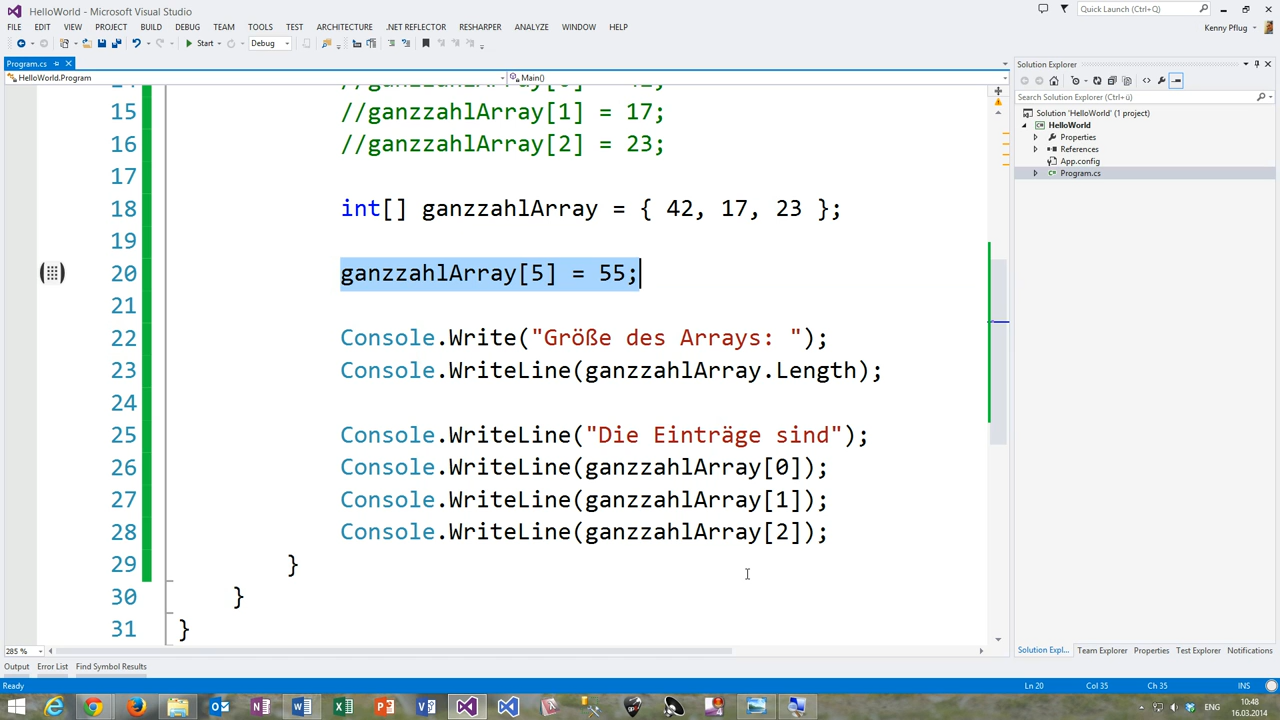 HelloWorld - Microsoft Visual Studio
Quick Launch (Ctrl+Q)
FILE EDIT VIEW PROJECT BUILD DEBUG TEAM TOOLS TEST ARCHITECTURE .NET REFLECTOR RESHARPER ANALYZE WINDOW HELP
Kenny Pflug
Start Debug
Program.cs
HelloWorld.Program
Main()
15 //ganzzahlArray[1] = 17;
16 //ganzzahlArray[2] = 23;
17
18 int[] ganzzahlArray = { 42, 17, 23 };
19
20 ganzzahlArray[5] = 55;
21
22 Console.Write("Größe des Arrays: ");
23 Console.WriteLine(ganzzahlArray.Length);
24
25 Console.WriteLine("Die Einträge sind");
26 Console.WriteLine(ganzzahlArray[0]);
27 Console.WriteLine(ganzzahlArray[1]);
28 Console.WriteLine(ganzzahlArray[2]);
29 }
30 }
31 }
285 %
Solution Explorer
Search Solution Explorer (Ctrl+ü)
Solution 'HelloWorld' (1 project)
HelloWorld
Properties
References
App.config
Program.cs
Solution Expl... Team Explorer Properties Test Explorer Notifications
Output Error List Find Symbol Results
Ready
Ln 20 Col 35 Ch 35 INS
ENG
10:48
16.03.2014